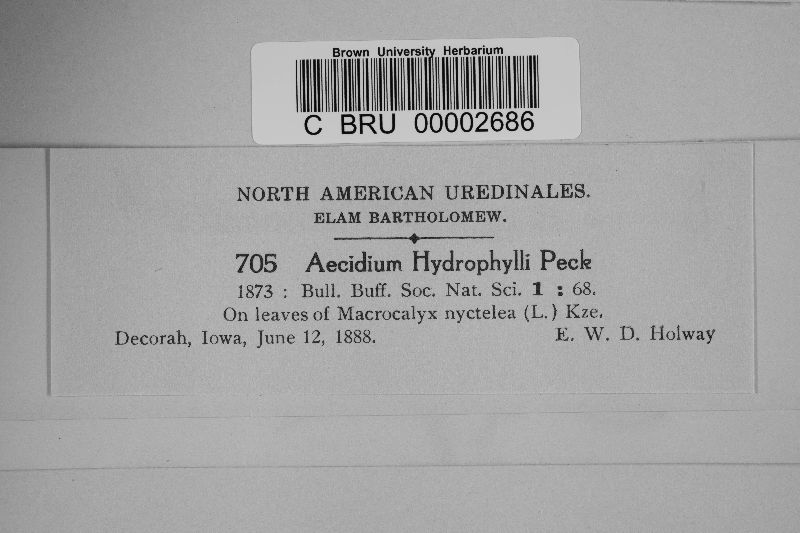 Brown University Herbarium
C BRU 00002686
NORTH AMERICAN UREDINALES.
ELAM BARTHOLOMEW.
705 Aecidium Hydrophylli Peck
1873 : Bull. Buff. Soc. Nat. Sci. 1 : 68.
On leaves of Macrocalyx nyctelea (L.) Kze.
Decorah, Iowa, June 12, 1888. E. W. D. Holway